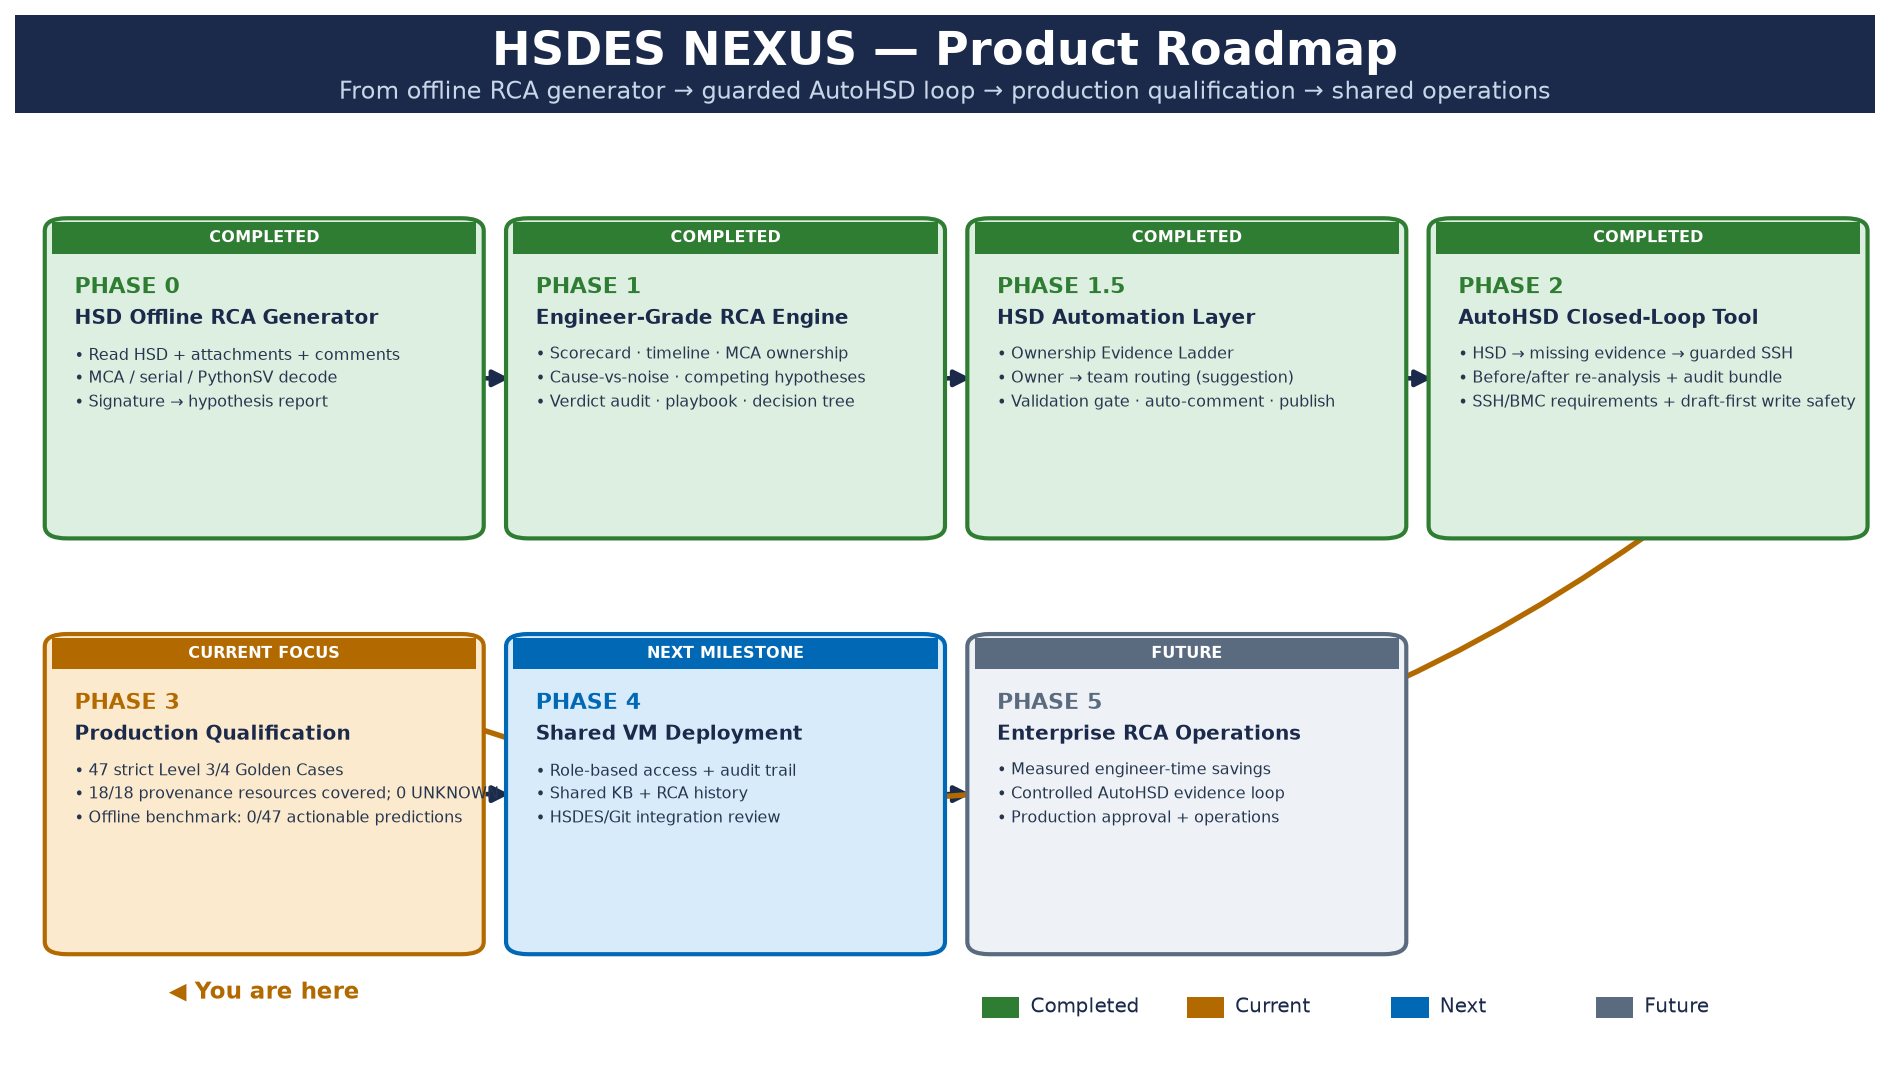 HSDES NEXUS — Product Roadmap
From offline RCA generator → guarded AutoHSD loop → production qualification → shared operations
COMPLETED
PHASE 0
HSD Offline RCA Generator
• Read HSD + attachments + comments
• MCA / serial / PythonSV decode
• Signature → hypothesis report
COMPLETED
PHASE 1
Engineer-Grade RCA Engine
• Scorecard · timeline · MCA ownership
• Cause-vs-noise · competing hypotheses
• Verdict audit · playbook · decision tree
COMPLETED
PHASE 1.5
HSD Automation Layer
• Ownership Evidence Ladder
• Owner → team routing (suggestion)
• Validation gate · auto-comment · publish
COMPLETED
PHASE 2
AutoHSD Closed-Loop Tool
• HSD → missing evidence → guarded SSH
• Before/after re-analysis + audit bundle
• SSH/BMC requirements + draft-first write safety
CURRENT FOCUS
PHASE 3
Production Qualification
• 47 strict Level 3/4 Golden Cases
• 18/18 provenance resources covered; 0 UNKNOWN
• Offline benchmark: 0/47 actionable predictions
NEXT MILESTONE
PHASE 4
Shared VM Deployment
• Role-based access + audit trail
• Shared KB + RCA history
• HSDES/Git integration review
FUTURE
PHASE 5
Enterprise RCA Operations
• Measured engineer-time savings
• Controlled AutoHSD evidence loop
• Production approval + operations
◀ You are here
Completed
Current
Next
Future